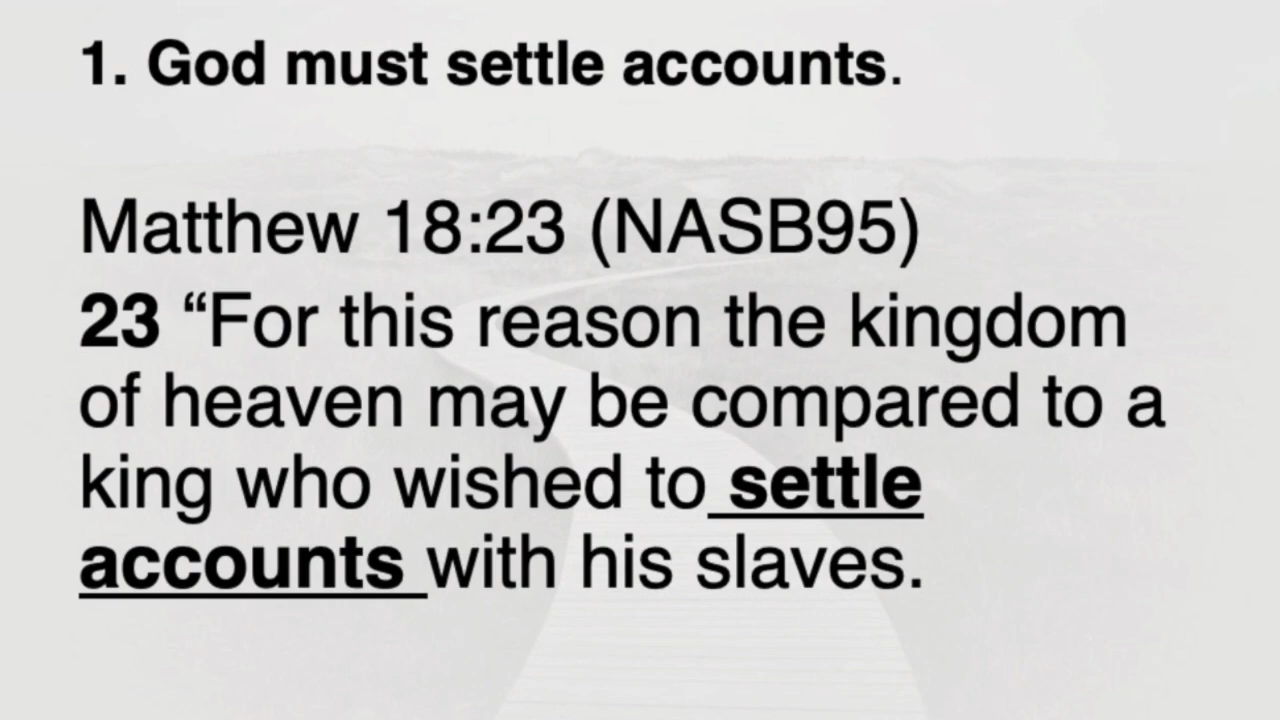 1. God must settle accounts.
Matthew 18:23 (NASB95)
23 “For this reason the kingdom
of heaven may be compared to a
king who wished to settle
accounts with his slaves.